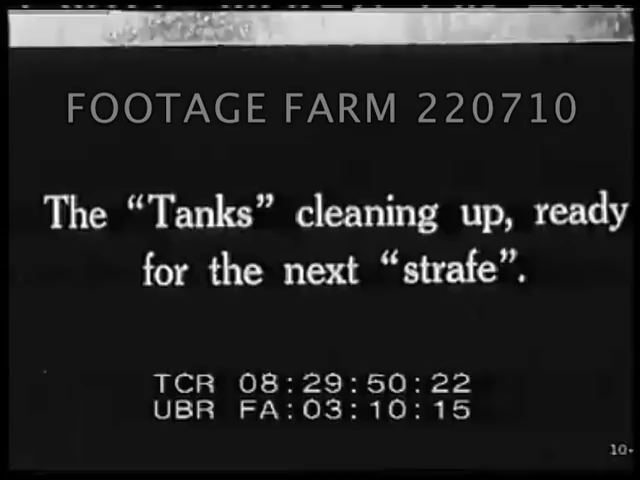 FOOTAGE FARM 220710
The “Tanks” cleaning up, ready
for the next “strafe”.
TCR 08:29:50:22
UBR FA:03:10:15
10